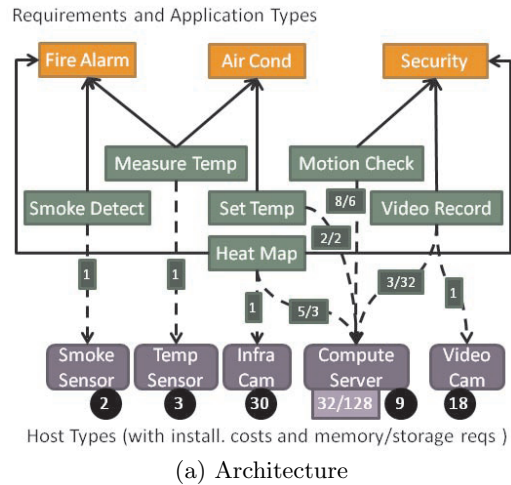 Requirements and Application Types
Fire Alarm
Air Cond
Security
Measure Temp
Motion Check
Smoke Detect
Set Temp
8/6
Video Record
2/2
Heat Map
1
1
1
5/3
3/32
1
Smoke Sensor
Temp Sensor
Infra Cam
Compute Server
Video Cam
2
3
30
32/128
9
18
Host Types (with install. costs and memory/storage reqs )
(a) Architecture